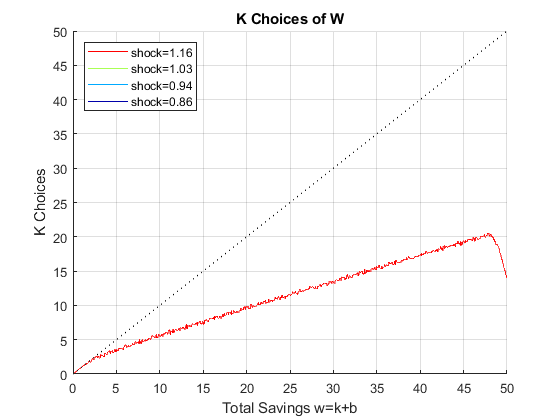 K Choices of W
50
45
40
35
30
25
20
15
10
5
0
K Choices
shock=1.16
shock=1.03
shock=0.94
shock=0.86
0 5 10 15 20 25 30 35 40 45 50
Total Savings w=k+b